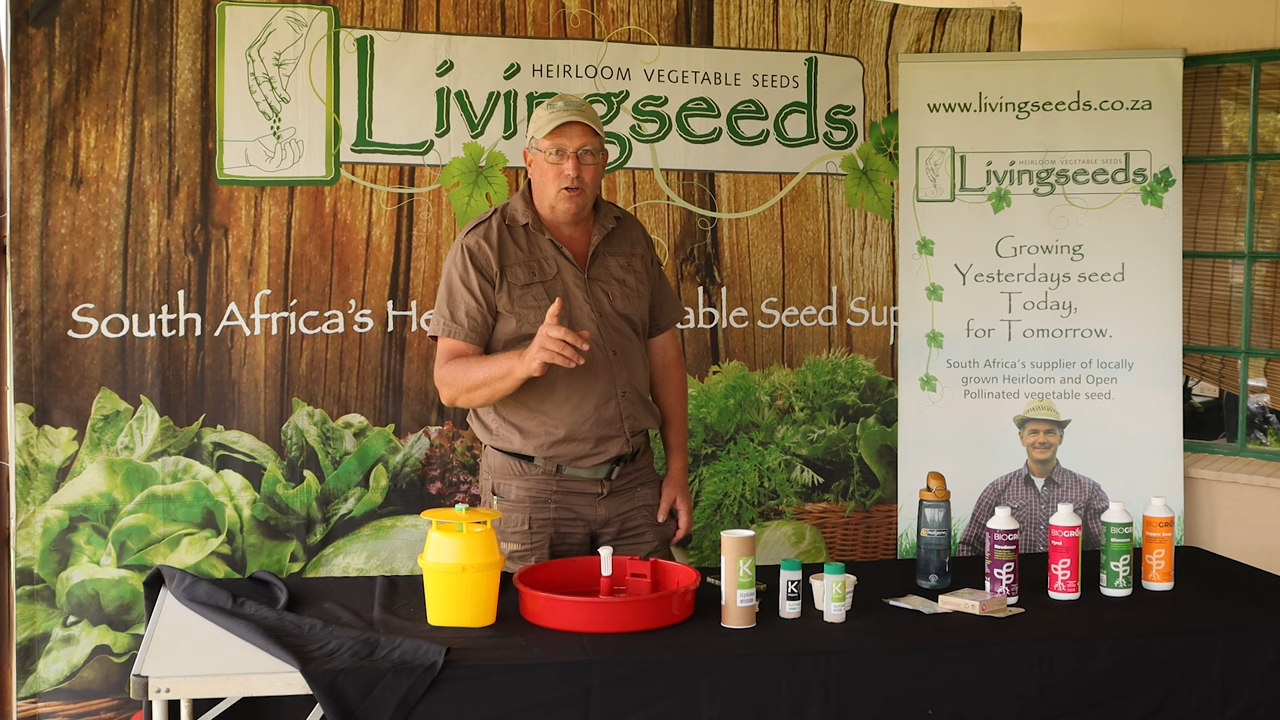 HEIRLOOM VEGETABLE SEEDS
Livingseeds
South Africa's He able Seed Sup
www.livingseeds.co.za
HEIRLOOM VEGETABLE SEEDS
Livingseeds
Growing
Yesterdays seed
Today,
for Tomorrow.
South Africa's supplier of locally
grown Heirloom and Open
Pollinated vegetable seed.
K
K
K
BIOGRO
BIOGRO
Pyrol
BIOGRO
BIOGRO